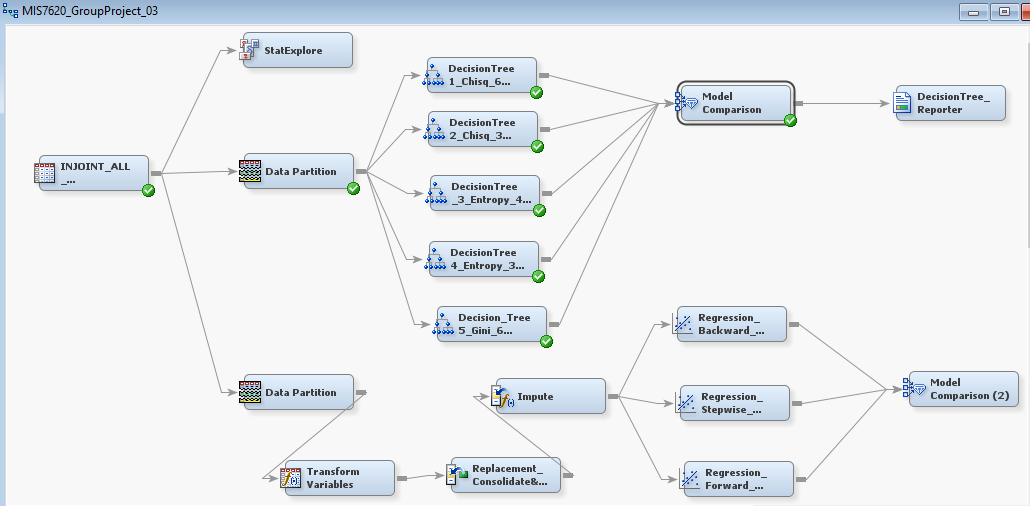 MIS7620_GroupProject_03
StatExplore
DecisionTree
1_Chisq_6...
Model
Comparison
DecisionTree_
Reporter
DecisionTree
2_Chisq_3...
INJOINT_ALL
_...
Data Partition
DecisionTree
_3_Entropy_4...
DecisionTree
4_Entropy_3...
Decision_Tree
5_Gini_6...
Regression_
Backward_...
Data Partition
Impute
Regression_
Stepwise_...
Model
Comparison (2)
Transform
Variables
Replacement_
Consolidate&...
Regression_
Forward_...